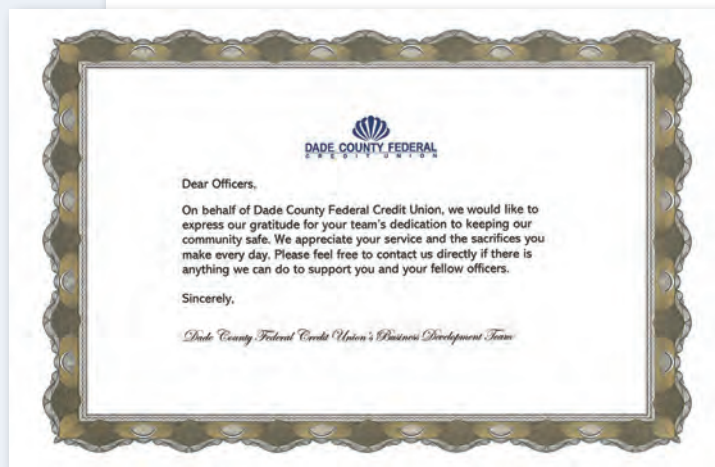 DADE COUNTY FEDERAL
CREDIT UNION
Dear Officers,
On behalf of Dade County Federal Credit Union, we would like to
express our gratitude for your team's dedication to keeping our
community safe. We appreciate your service and the sacrifices you
make every day. Please feel free to contact us directly if there is
anything we can do to support you and your fellow officers.
Sincerely,
Dade County Federal Credit Union's Business Development Team